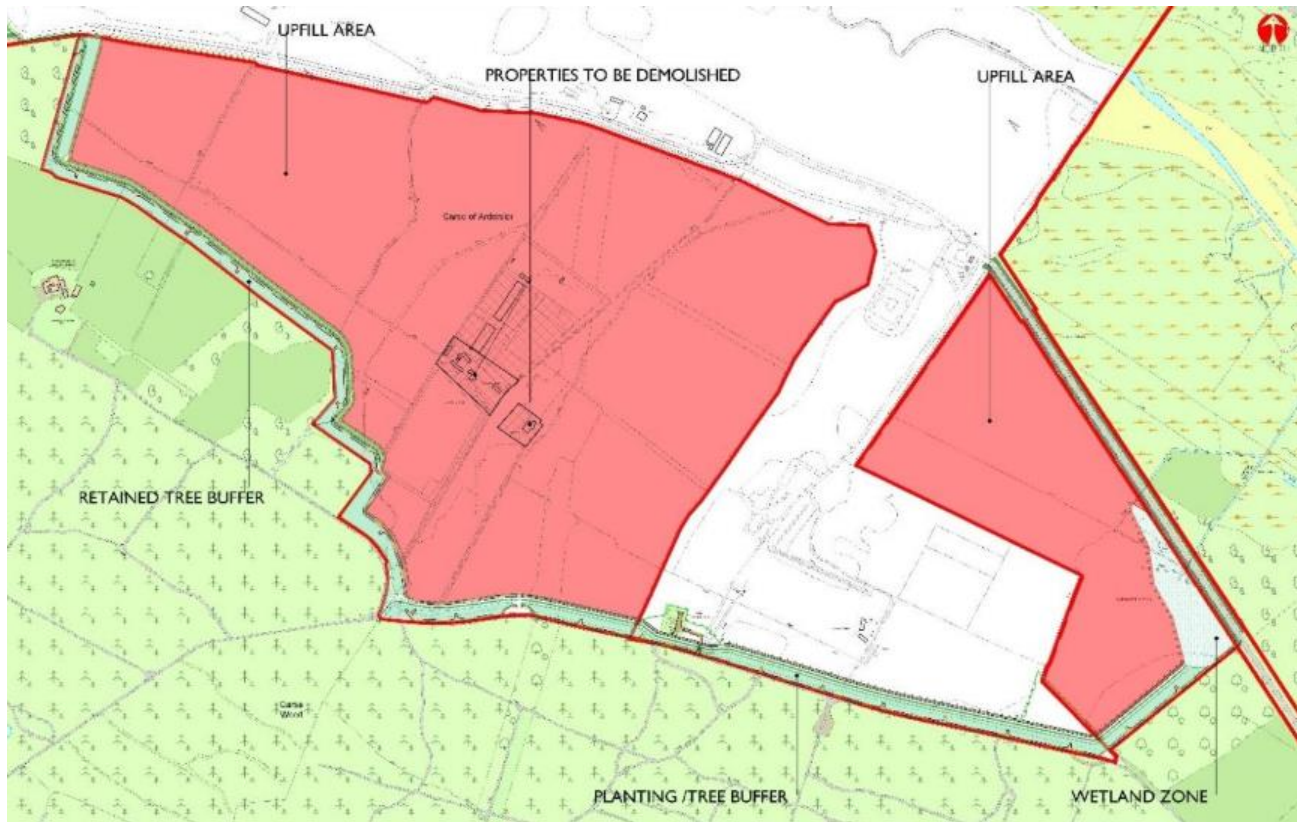 UPFILL AREA
PROPERTIES TO BE DEMOLISHED
UPFILL AREA
NORTH
Carse of Ardersier
RETAINED TREE BUFFER
Carse
Wood
PLANTING /TREE BUFFER
WETLAND ZONE